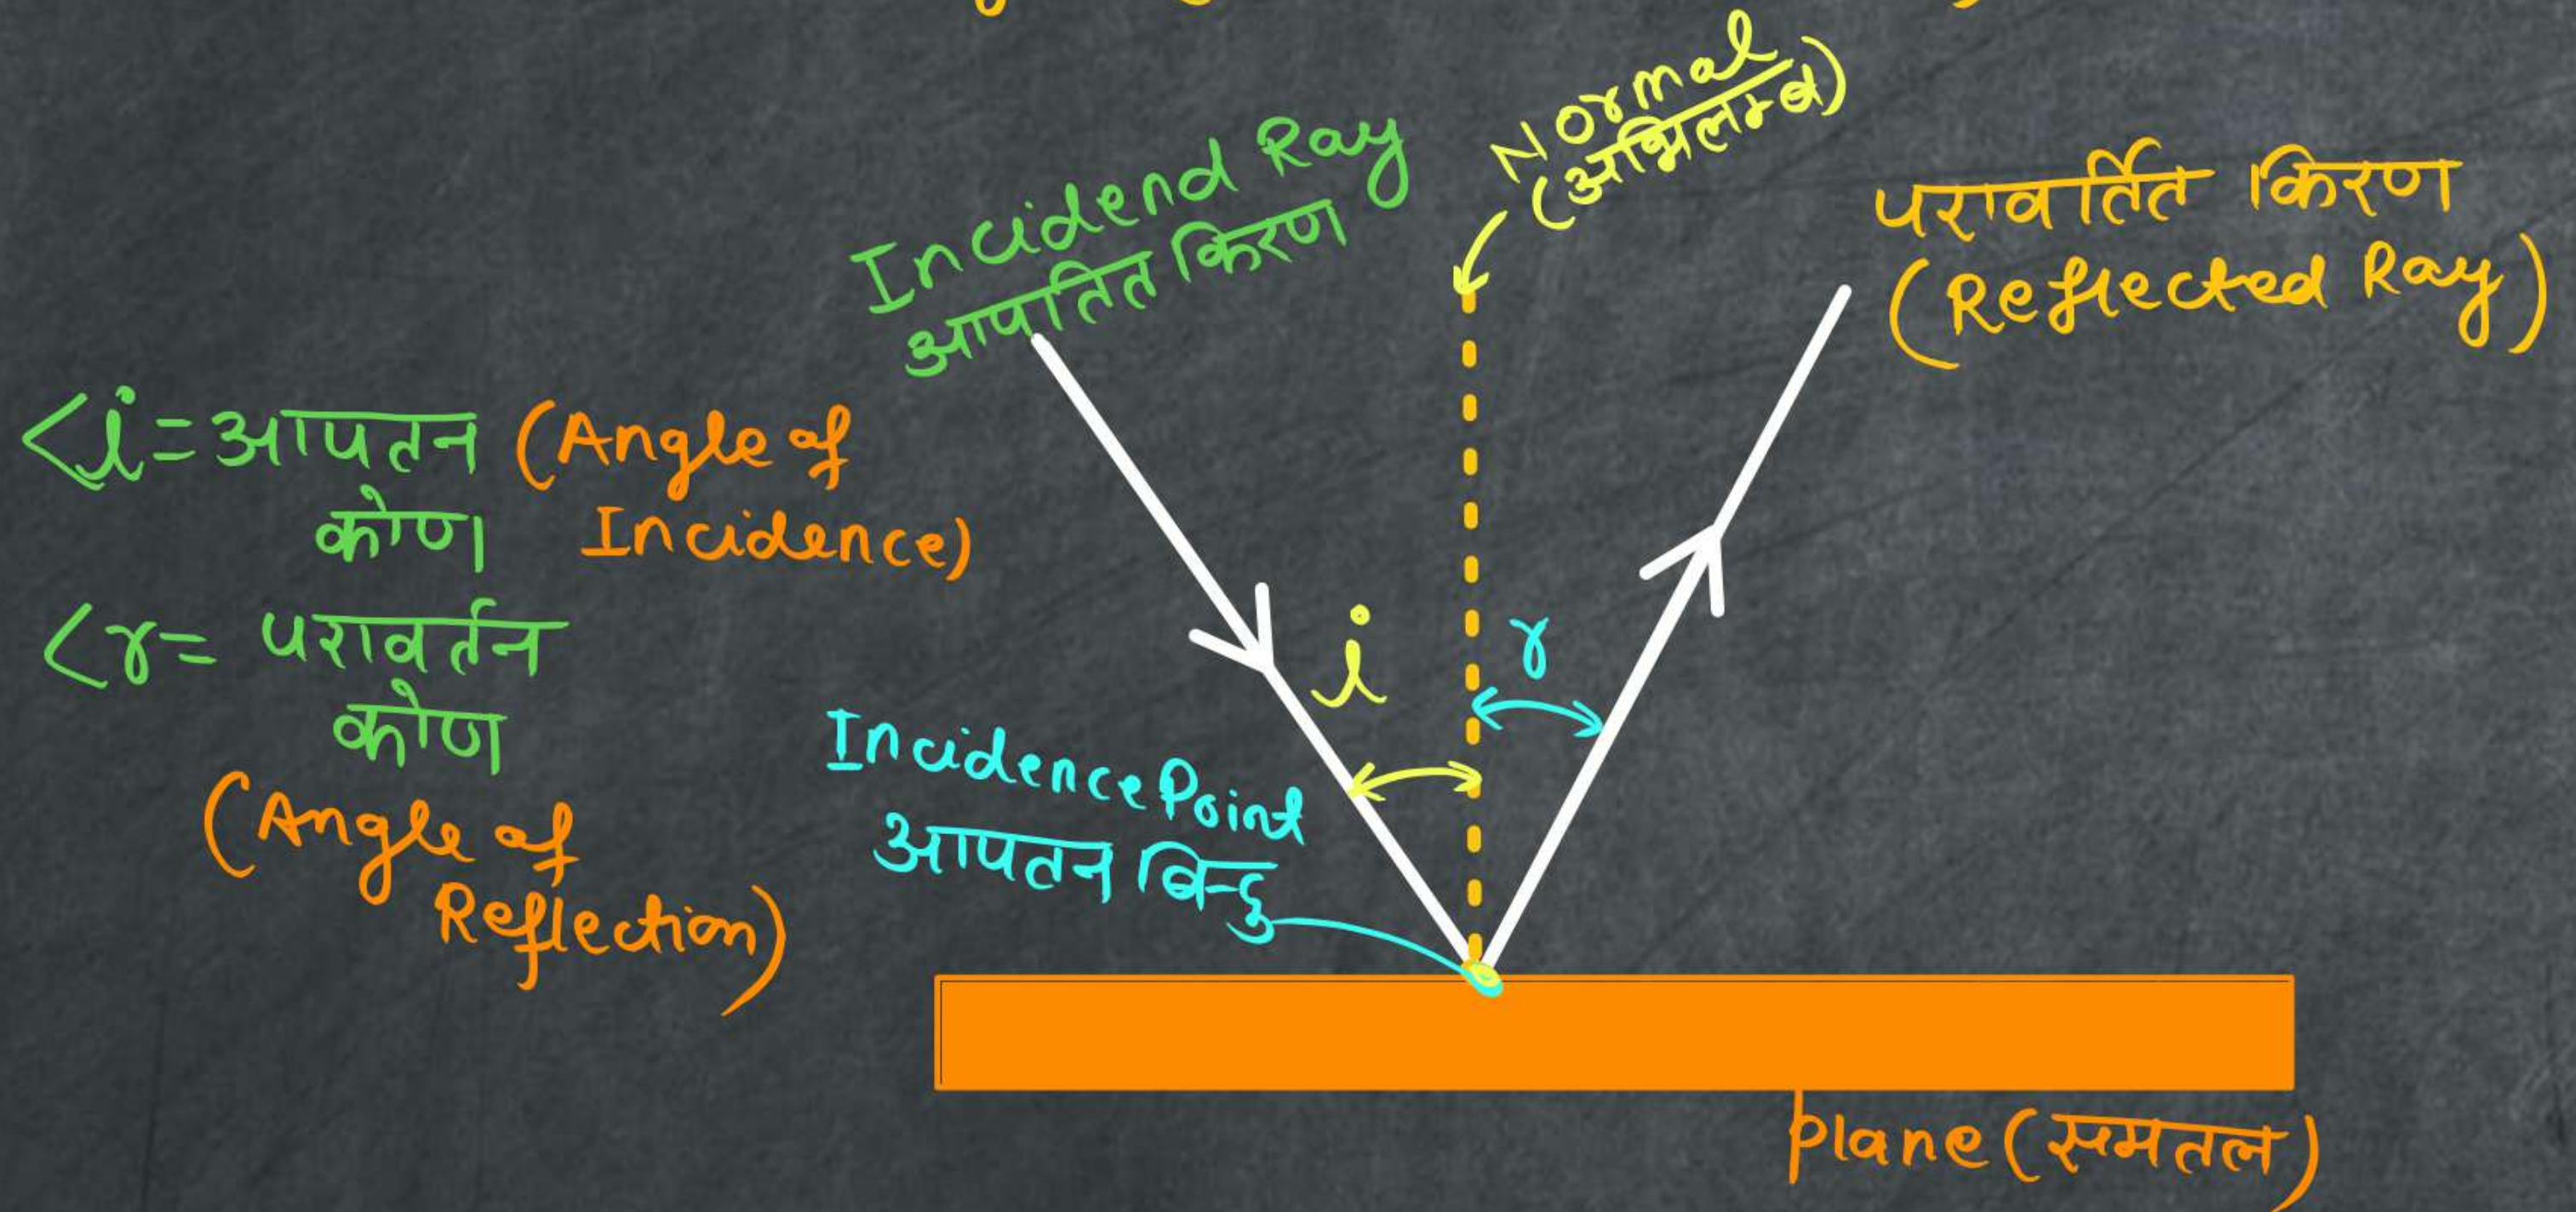 Normal
(अभिलम्ब)
Incidend Ray
आपतित किरण
परावर्तित किरण
(Reflected Ray)
<i=आपतन (Angle of
कोण Incidence)
<r= परावर्तन
कोण
(Angle of
Reflection)
i
r
Incidence Point
आपतन बिन्दु
plane (समतल)